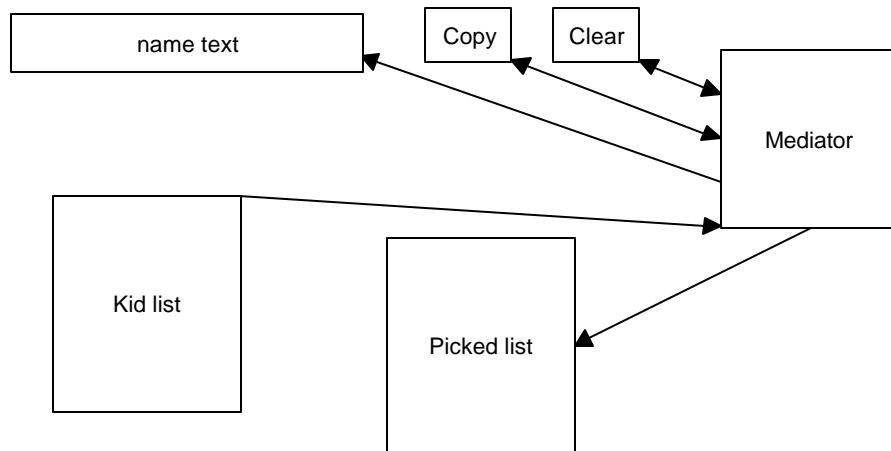 name text
Copy
Clear
Mediator
Kid list
Picked list